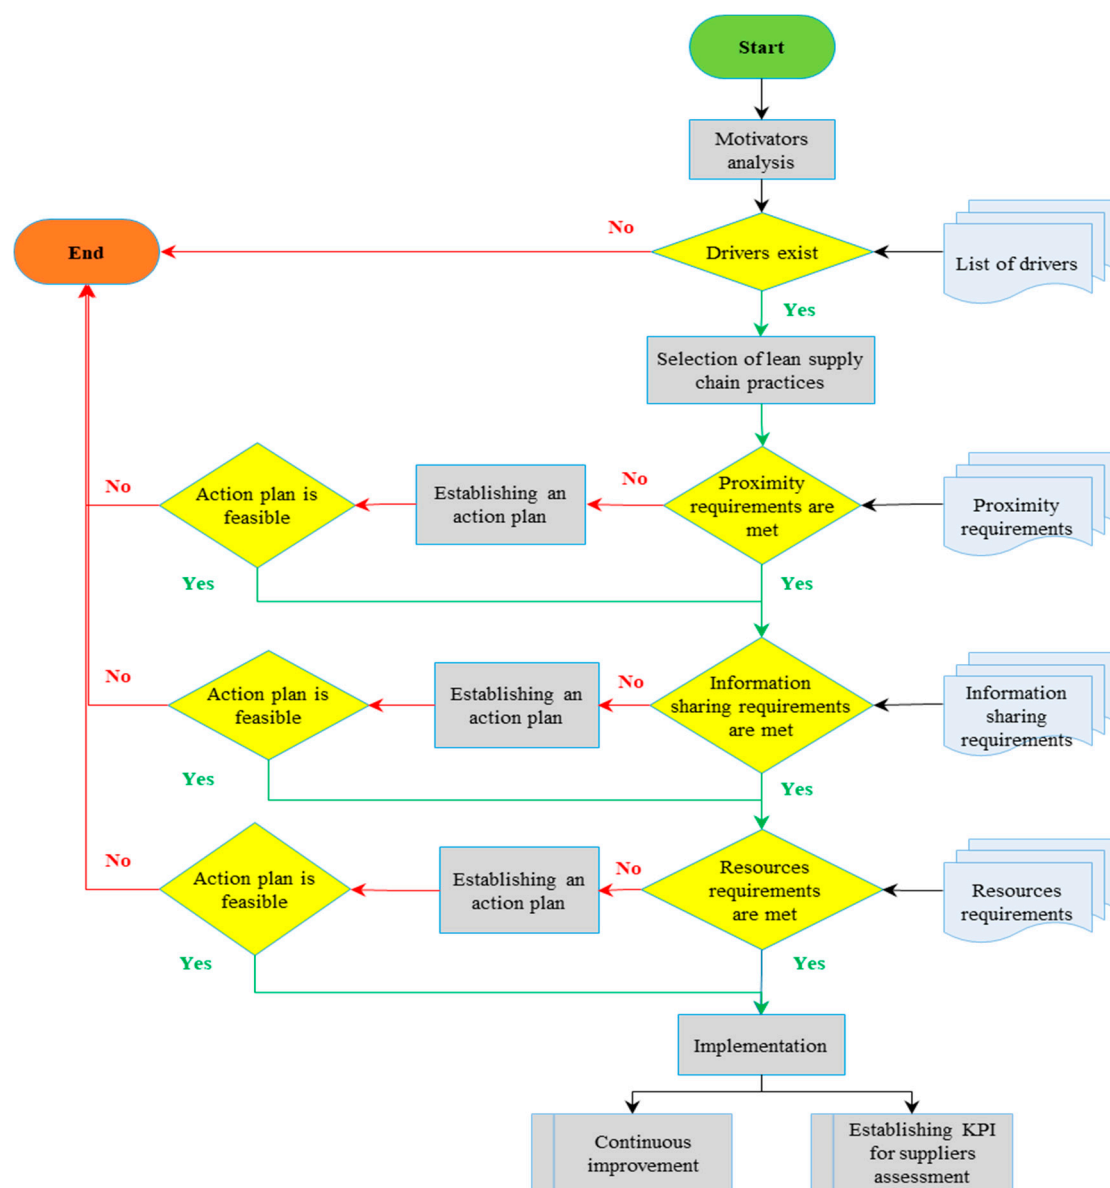 Start
Motivators
analysis
No
End
Drivers exist
List of drivers
Yes
Selection of lean supply
chain practices
No
Action plan is
feasible
Establishing an
action plan
No
Proximity
requirements are
met
Proximity
requirements
Yes
Yes
No
Action plan is
feasible
Establishing an
action plan
No
Information
sharing requirements
are met
Information
sharing
requirements
Yes
Yes
No
Action plan is
feasible
Establishing an
action plan
No
Resources
requirements
are met
Resources
requirements
Yes
Yes
Implementation
Continuous
improvement
Establishing KPI
for suppliers
assessment